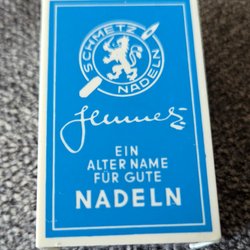 SCHMETZ
NADELN
Schmetz
EIN
ALTER NAME
FÜR GUTE
NADELN